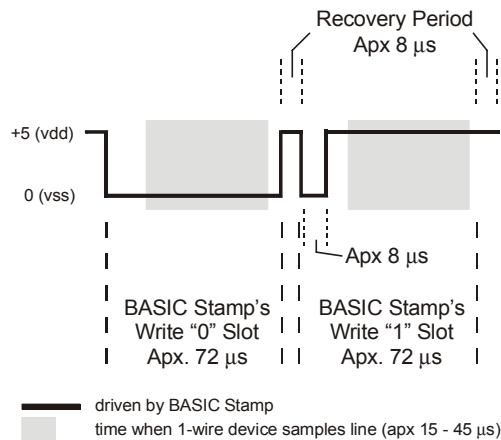 Recovery Period
Apx 8 μs
+5 (vdd)
0 (vss)
Apx 8 μs
BASIC Stamp's
Write “0” Slot
Apx. 72 μs
BASIC Stamp's
Write “1” Slot
Apx. 72 μs
driven by BASIC Stamp
time when 1-wire device samples line (apx 15 - 45 μs)